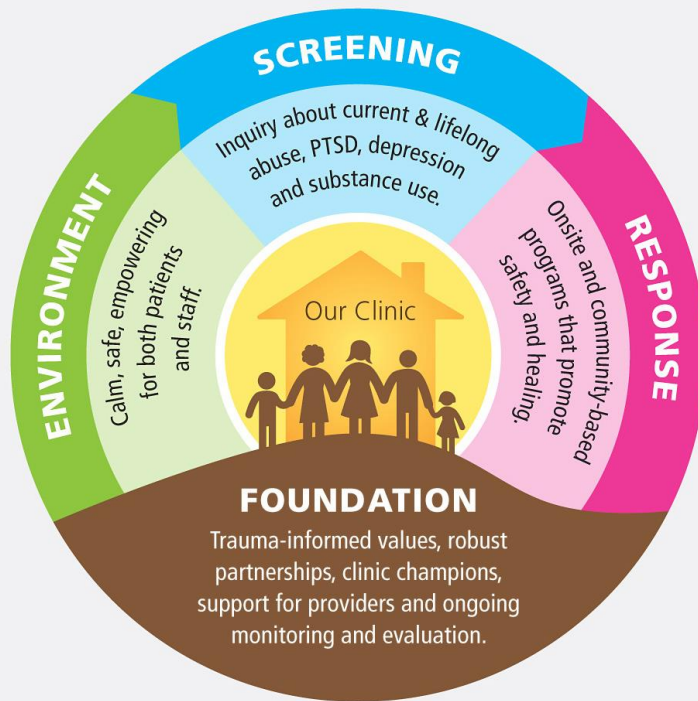 SCREENING
Inquiry about current & lifelong
abuse, PTSD, depression
and substance use.
ENVIRONMENT
Calm, safe, empowering
for both patients
and staff.
RESPONSE
Onsite and community-based
programs that promote
safety and healing.
Our Clinic
FOUNDATION
Trauma-informed values, robust
partnerships, clinic champions,
support for providers and ongoing
monitoring and evaluation.